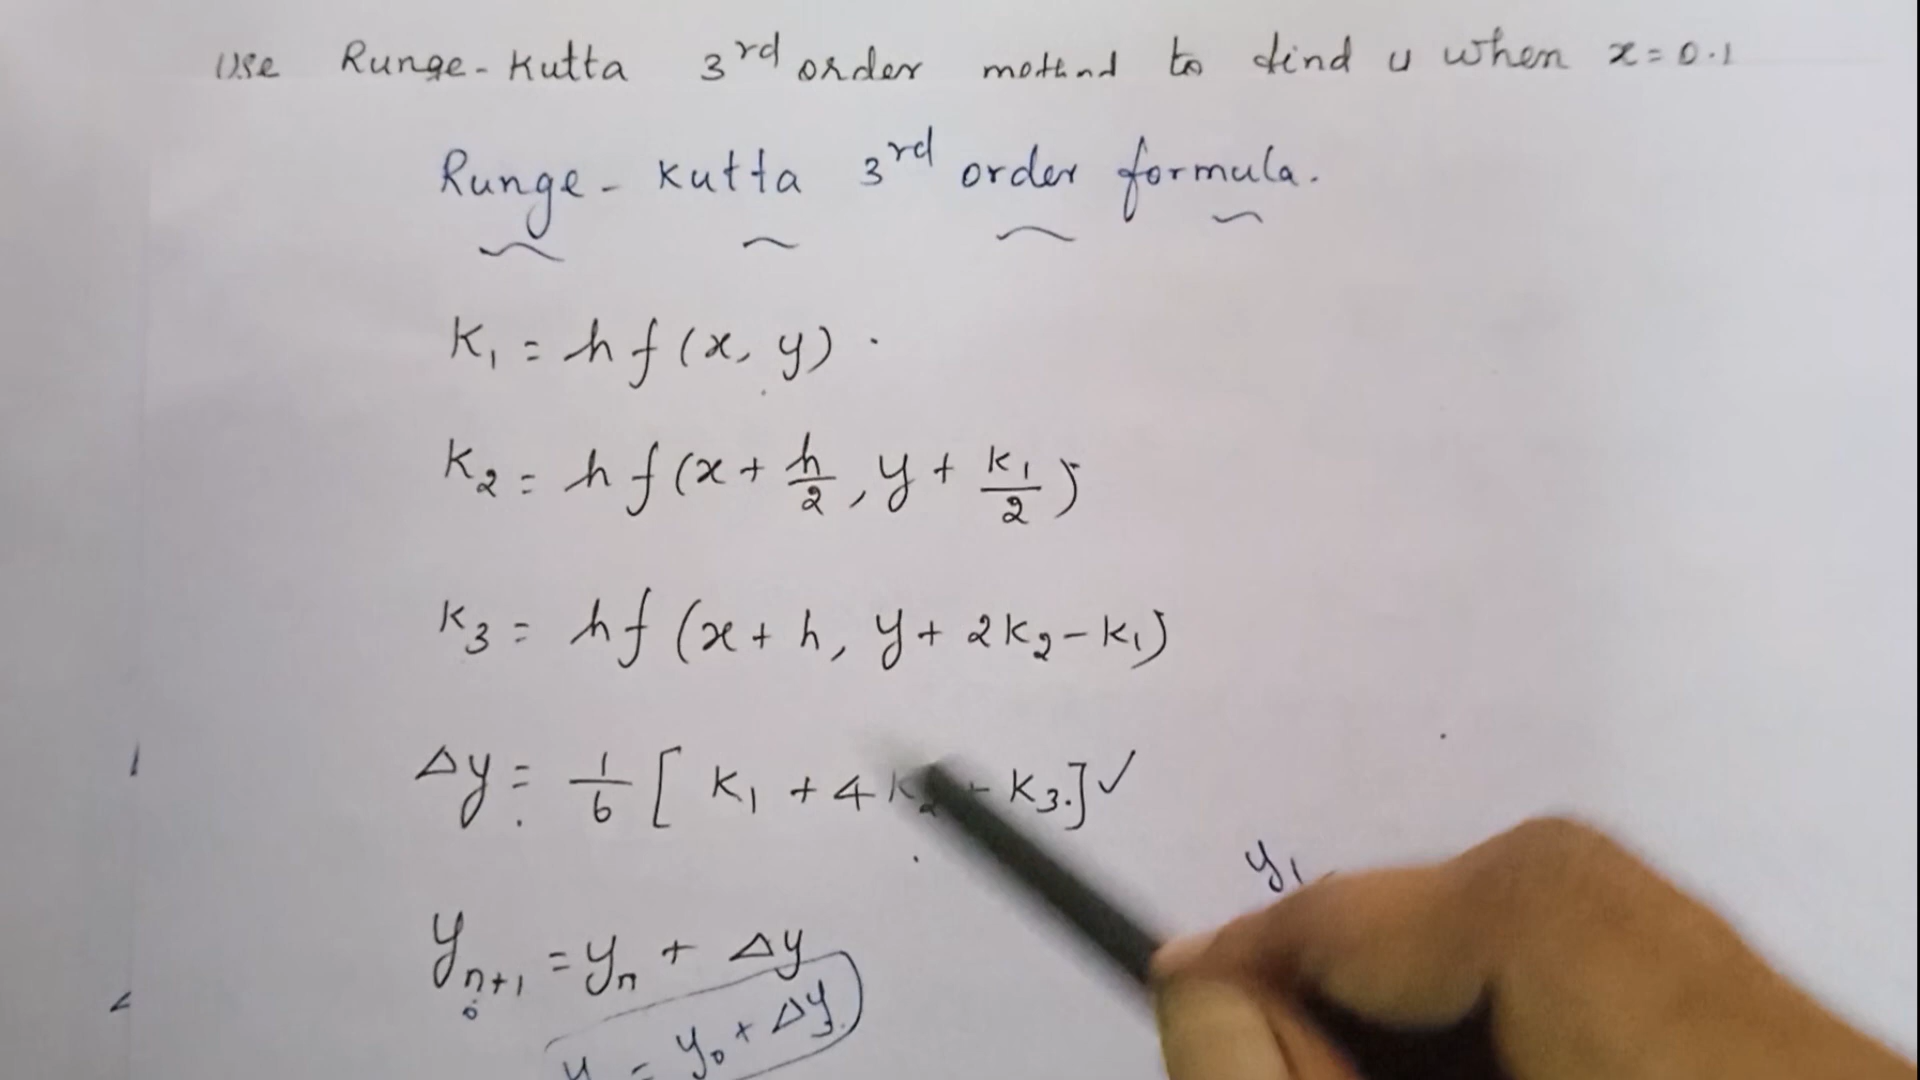 Use Runge-Kutta 3rd order method to find y when x=0.1
Runge-Kutta 3rd order formula.
K₁ = hf(x, y).
K₂ = hf(x + h/2, y + K₁/2)
K₃ = hf(x + h, y + 2K₂ - K₁)
Δy = 1/6 [K₁ + 4K₂ + K₃.] ✓
y₁
yₙ₊₁ = yₙ + Δy
= y₀ + Δy